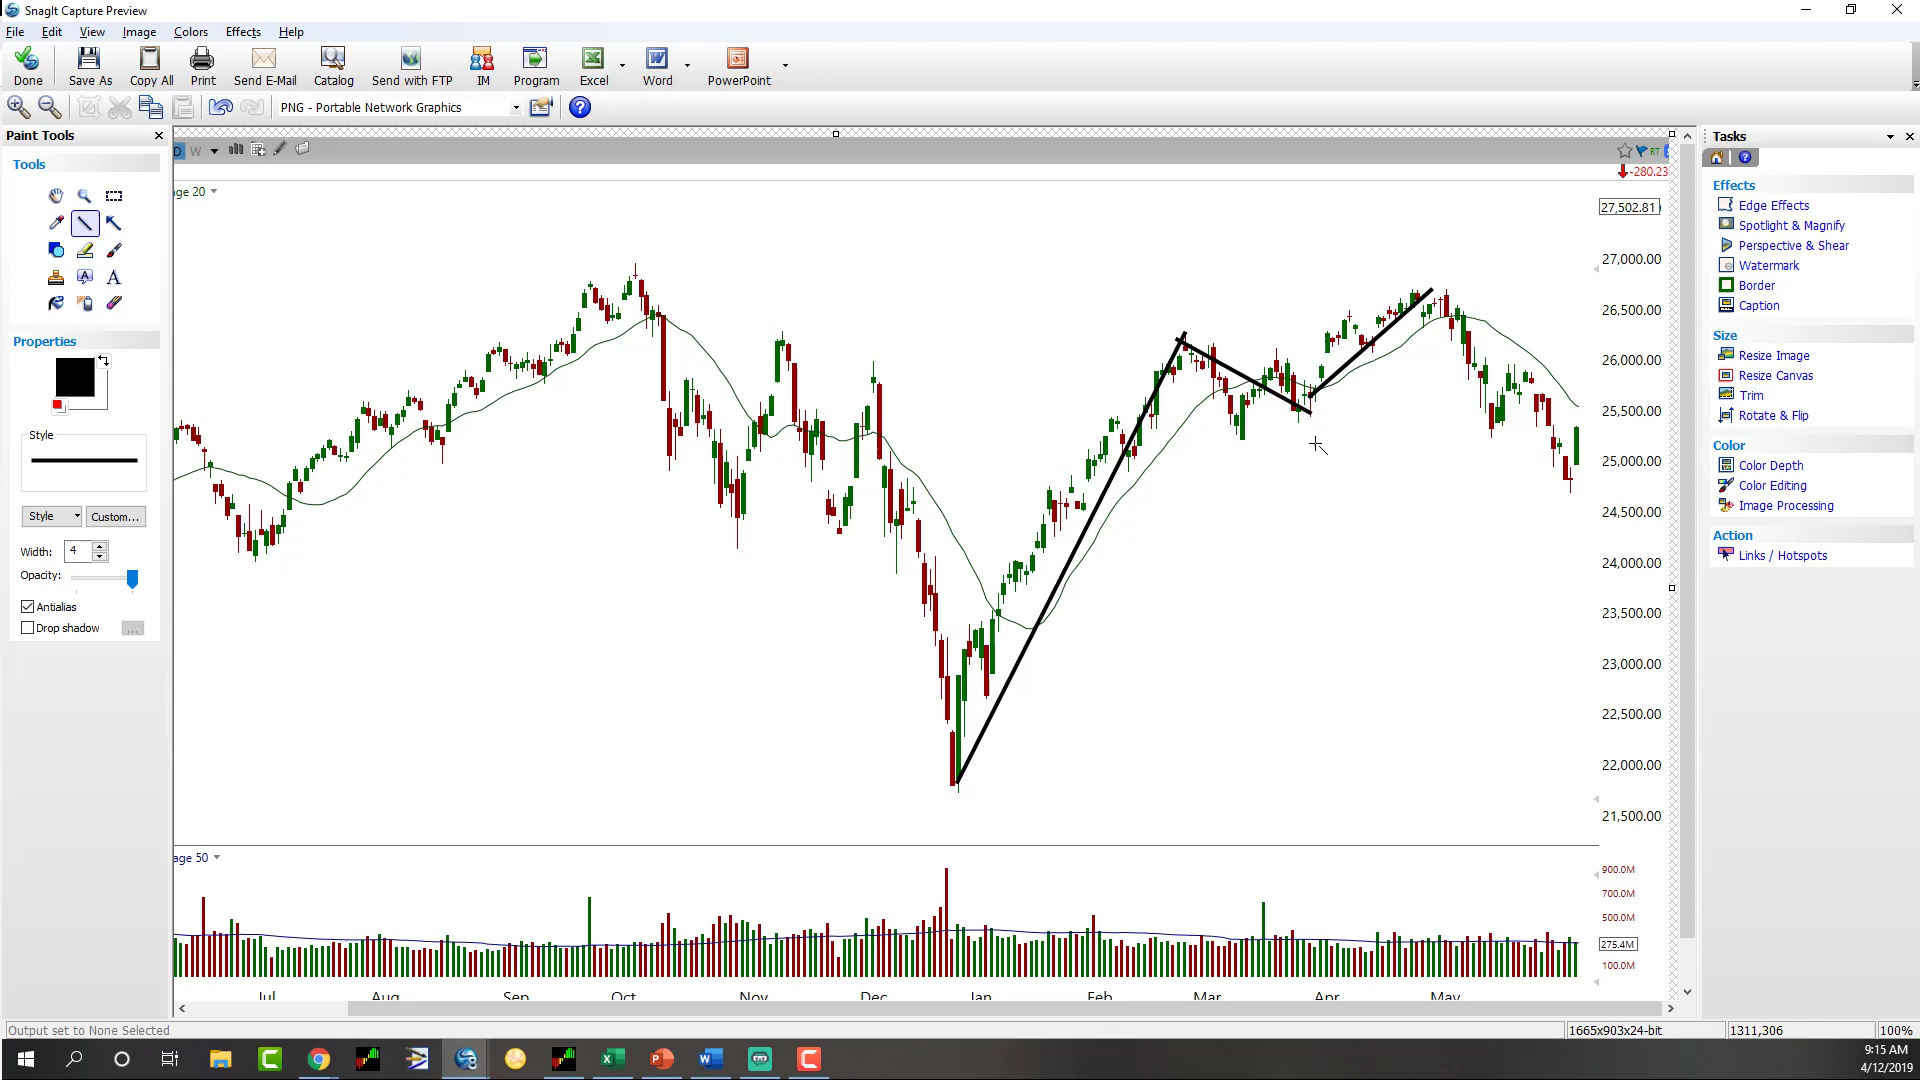 SnagIt Capture Preview
File Edit View Image Colors Effects Help
Done Save As Copy All Print Send E-Mail Catalog Send with FTP IM Program Excel Word PowerPoint
PNG - Portable Network Graphics
Paint Tools
Tools
Properties
Style
Style Custom...
Width: 4
Opacity:
Antialias
Drop shadow ...
D W
RT
-280.23
age 20
27,502.81
27,000.00
26,500.00
26,000.00
25,500.00
25,000.00
24,500.00
24,000.00
23,500.00
23,000.00
22,500.00
22,000.00
21,500.00
age 50
900.0M
700.0M
500.0M
275.4M
100.0M
Jul Aug Sep Oct Nov Dec Jan Feb Mar Apr May
Tasks
Effects
Edge Effects
Spotlight & Magnify
Perspective & Shear
Watermark
Border
Caption
Size
Resize Image
Resize Canvas
Trim
Rotate & Flip
Color
Color Depth
Color Editing
Image Processing
Action
Links / Hotspots
Output set to None Selected 1665x903x24-bit 1311,306 100%
9:15 AM
4/12/2019